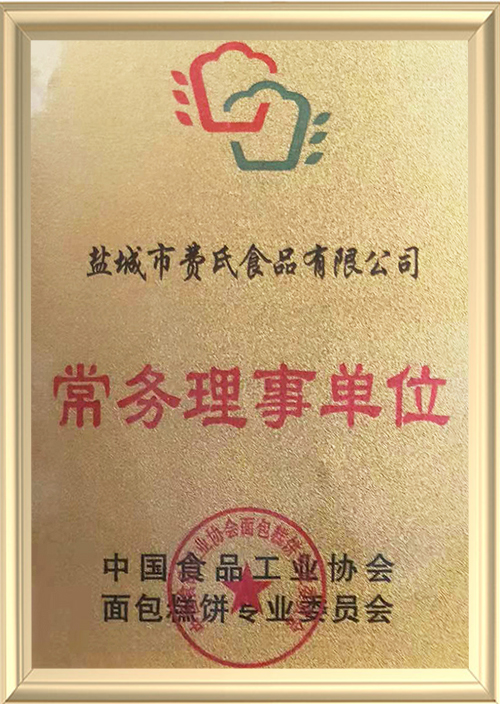 盐城市费氏食品有限公司
常务理事单位
中国食品工业协会
面包糕饼专业委员会